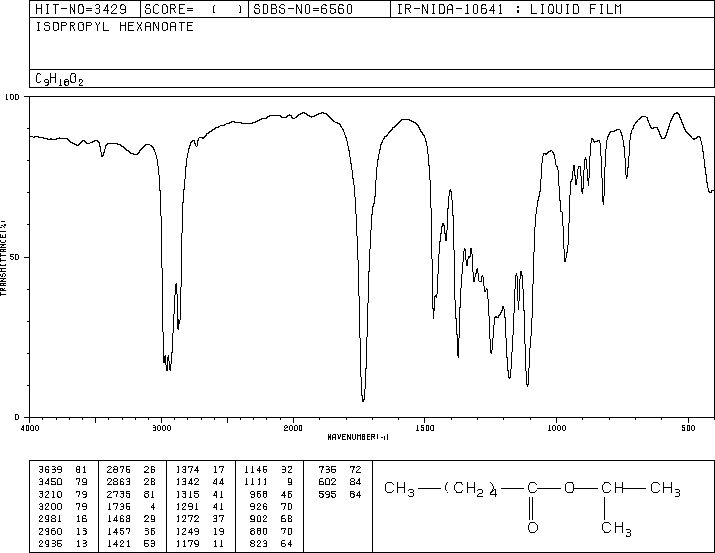 HIT-NO=3429 SCORE= ( ) SDBS-NO=6560 IR-NIDA-10641 : LIQUID FILM
ISOPROPYL HEXANOATE
C9H18O2
100
50
0
TRANSMITTANCE(%)
4000 3000 2000 1500 1000 500
WAVENUMBER(-1)
3639 81 2876 26 1374 17 1146 32 736 72
3450 79 2863 28 1342 44 1111 9 602 84
3210 79 2735 81 1315 41 968 46 595 84
3200 79 1736 4 1291 41 926 70
2981 16 1468 29 1272 37 902 68
2960 13 1457 36 1249 19 880 70
2935 13 1421 53 1179 11 823 64
CH3 (CH2)4 C O CH CH3
O CH3